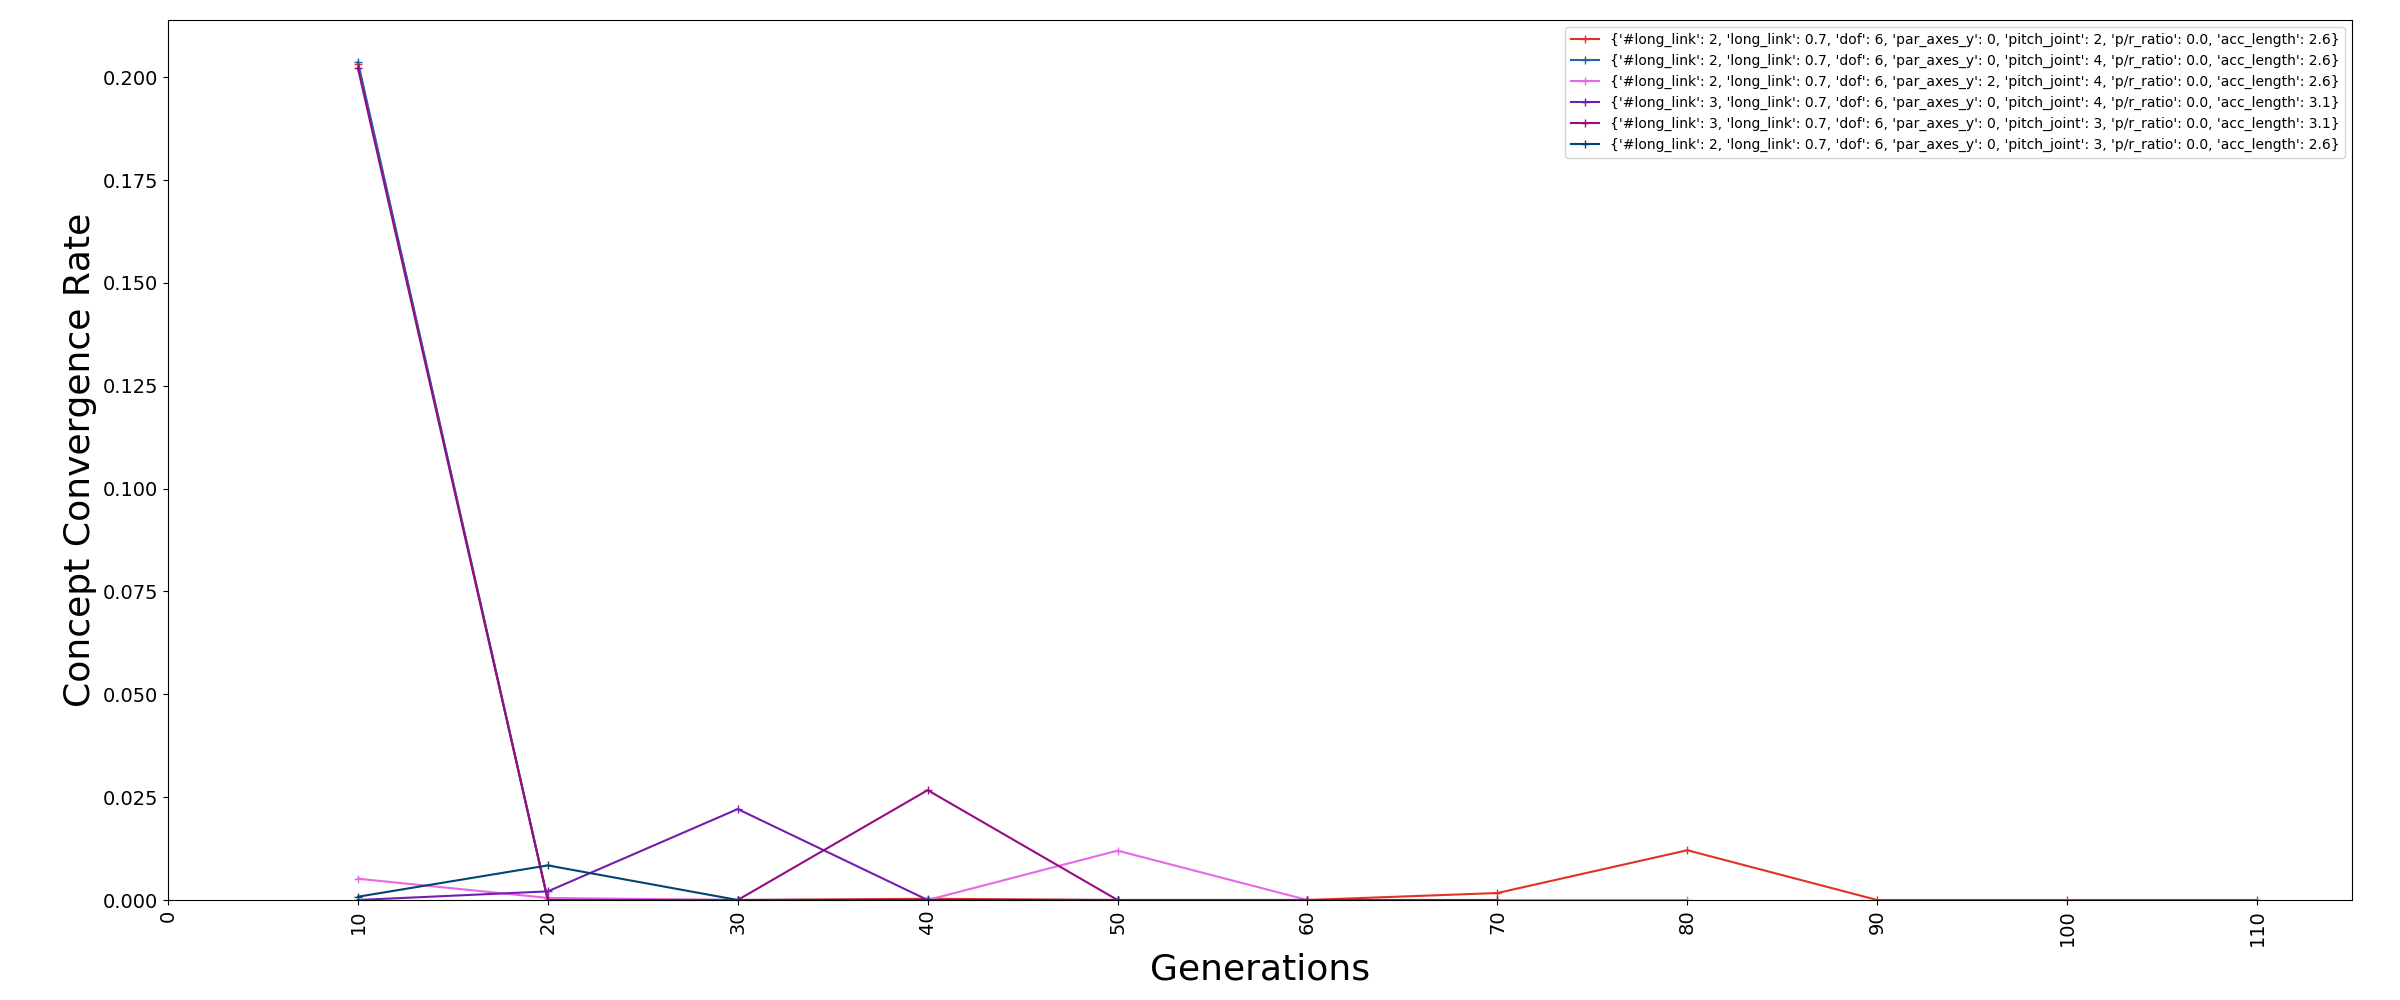 {'#long_link': 2, 'long_link': 0.7, 'dof': 6, 'par_axes_y': 0, 'pitch_joint': 2, 'p/r_ratio': 0.0, 'acc_length': 2.6}
{'#long_link': 2, 'long_link': 0.7, 'dof': 6, 'par_axes_y': 0, 'pitch_joint': 4, 'p/r_ratio': 0.0, 'acc_length': 2.6}
{'#long_link': 2, 'long_link': 0.7, 'dof': 6, 'par_axes_y': 2, 'pitch_joint': 4, 'p/r_ratio': 0.0, 'acc_length': 2.6}
{'#long_link': 3, 'long_link': 0.7, 'dof': 6, 'par_axes_y': 0, 'pitch_joint': 4, 'p/r_ratio': 0.0, 'acc_length': 3.1}
{'#long_link': 3, 'long_link': 0.7, 'dof': 6, 'par_axes_y': 0, 'pitch_joint': 3, 'p/r_ratio': 0.0, 'acc_length': 3.1}
{'#long_link': 2, 'long_link': 0.7, 'dof': 6, 'par_axes_y': 0, 'pitch_joint': 3, 'p/r_ratio': 0.0, 'acc_length': 2.6}
Concept Convergence Rate
0.200
0.175
0.150
0.125
0.100
0.075
0.050
0.025
0.000
0
10
20
30
40
50
60
70
80
90
100
110
Generations